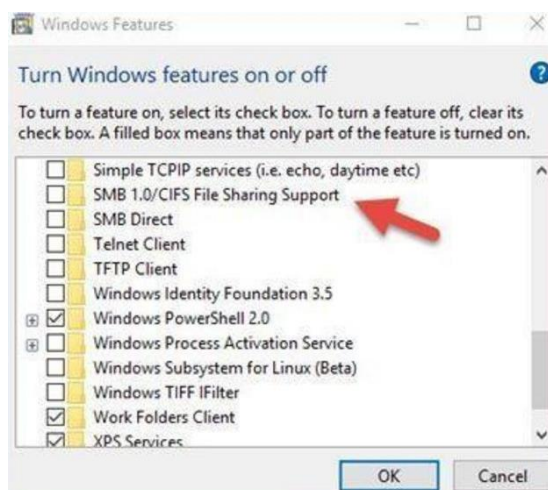 Windows Features
Turn Windows features on or off
To turn a feature on, select its check box. To turn a feature off, clear its
check box. A filled box means that only part of the feature is turned on.
Simple TCPIP services (i.e. echo, daytime etc)
SMB 1.0/CIFS File Sharing Support
SMB Direct
Telnet Client
TFTP Client
Windows Identity Foundation 3.5
Windows PowerShell 2.0
Windows Process Activation Service
Windows Subsystem for Linux (Beta)
Windows TIFF IFilter
Work Folders Client
XPS Services
OK
Cancel